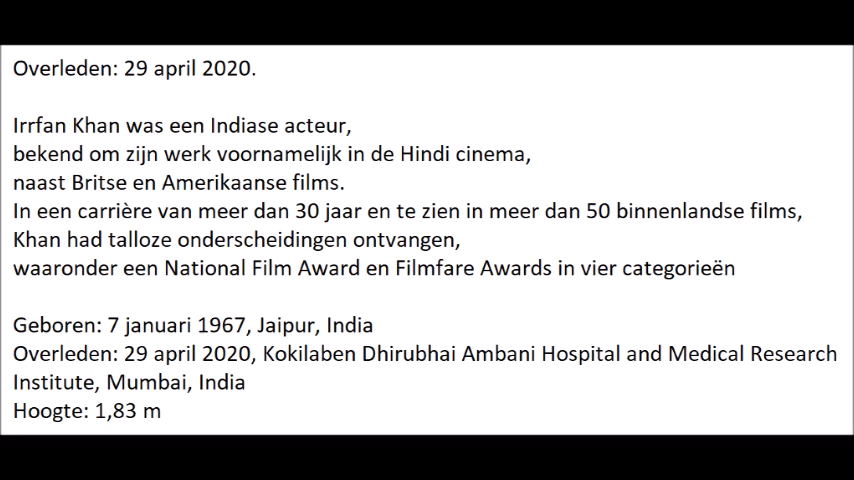 Overleden: 29 april 2020.
Irrfan Khan was een Indiase acteur,
bekend om zijn werk voornamelijk in de Hindi cinema,
naast Britse en Amerikaanse films.
In een carrière van meer dan 30 jaar en te zien in meer dan 50 binnenlandse films,
Khan had talloze onderscheidingen ontvangen,
waaronder een National Film Award en Filmfare Awards in vier categorieën
Geboren: 7 januari 1967, Jaipur, India
Overleden: 29 april 2020, Kokilaben Dhirubhai Ambani Hospital and Medical Research
Institute, Mumbai, India
Hoogte: 1,83 m